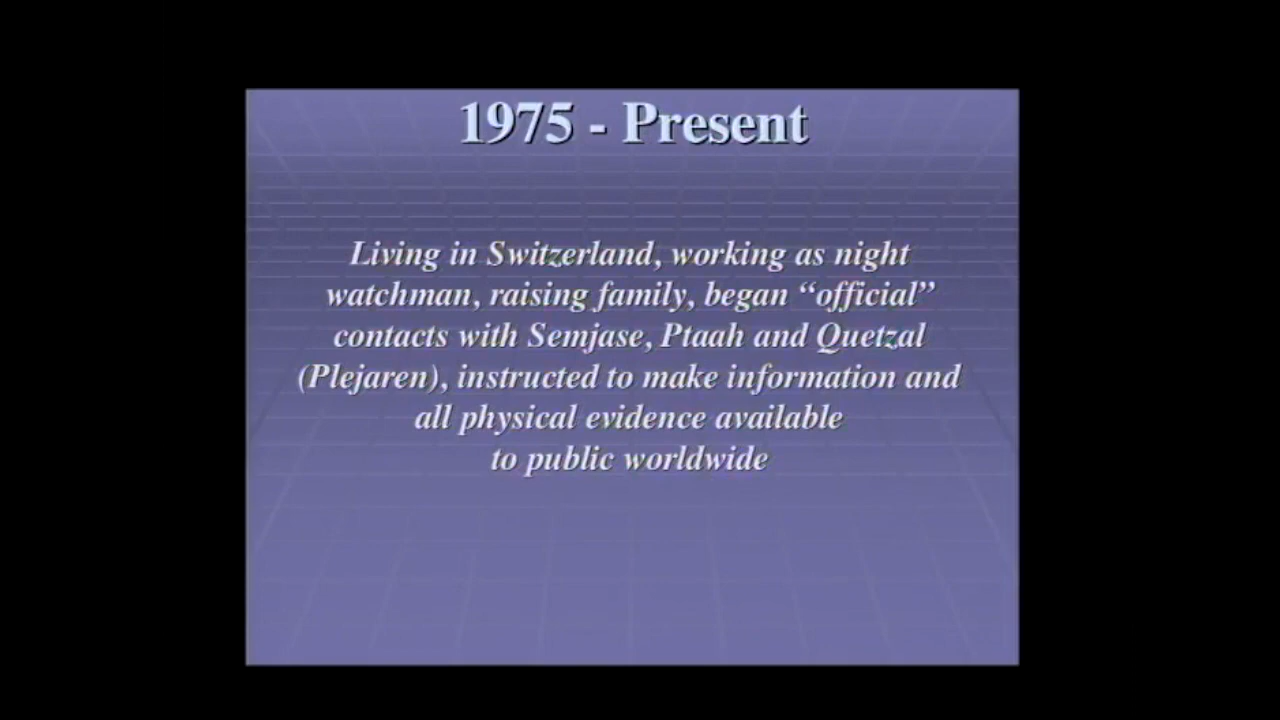 1975 - Present
Living in Switzerland, working as night
watchman, raising family, began “official”
contacts with Semjase, Ptaah and Quetzal
(Plejaren), instructed to make information and
all physical evidence available
to public worldwide